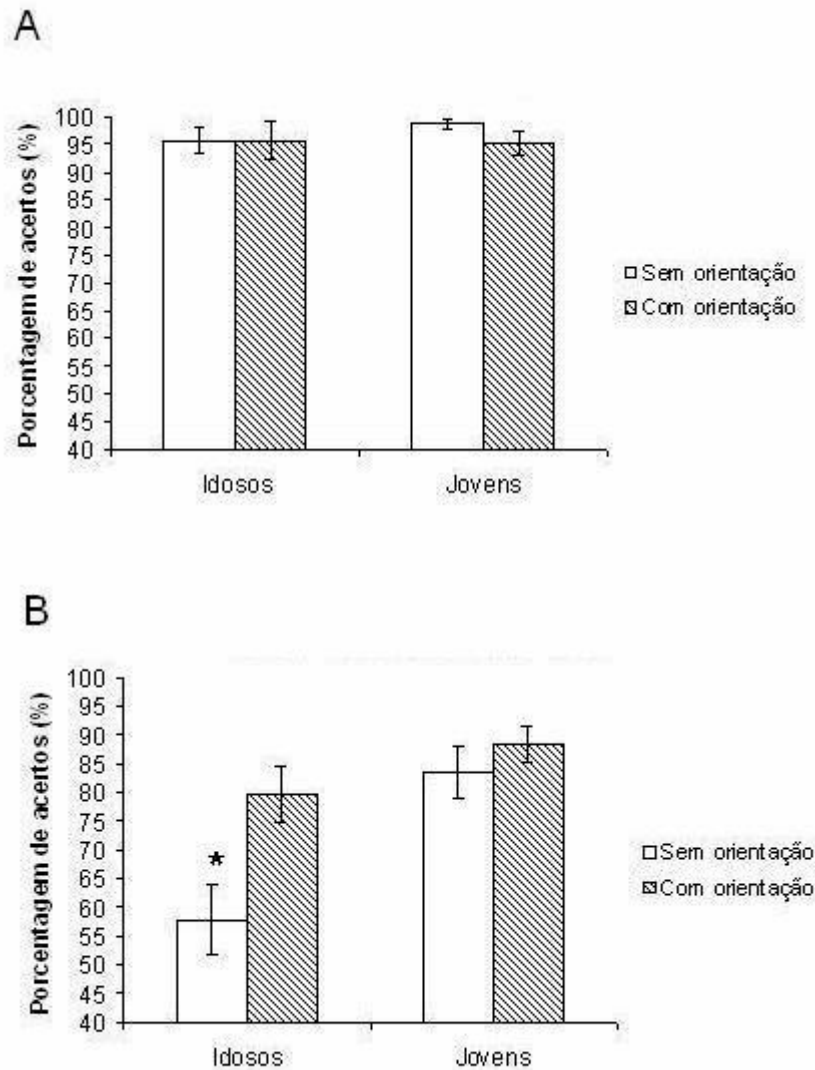 A
Porcentagem de acertos (%)
100
95
90
85
80
75
70
65
60
55
50
45
40
Idosos
Jovens
Sem orientação
Com orientação
B
Porcentagem de acertos (%)
100
95
90
85
80
75
70
65
60
55
50
45
40
*
Idosos
Jovens
Sem orientação
Com orientação